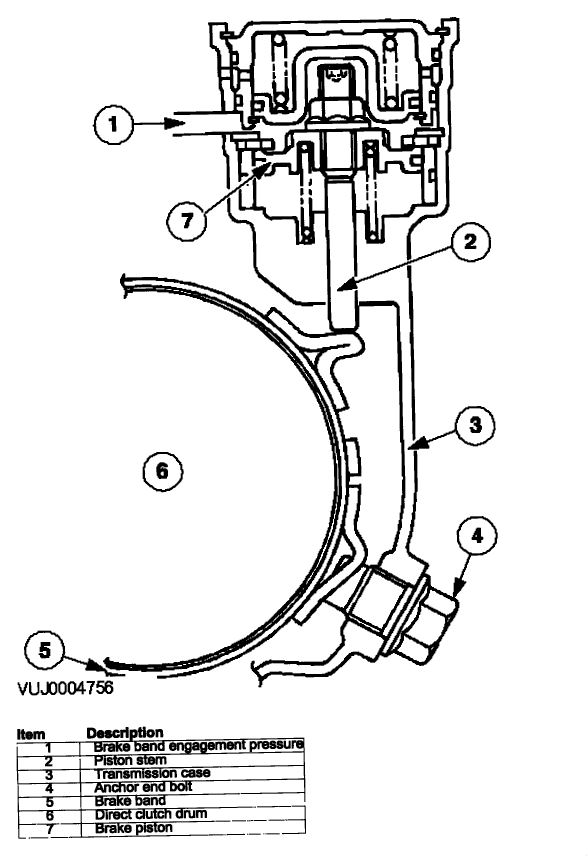 1
7
2
3
6
4
5
VUJ0004756
Item Description
1 Brake band engagement pressure
2 Piston stem
3 Transmission case
4 Anchor end bolt
5 Brake band
6 Direct clutch drum
7 Brake piston